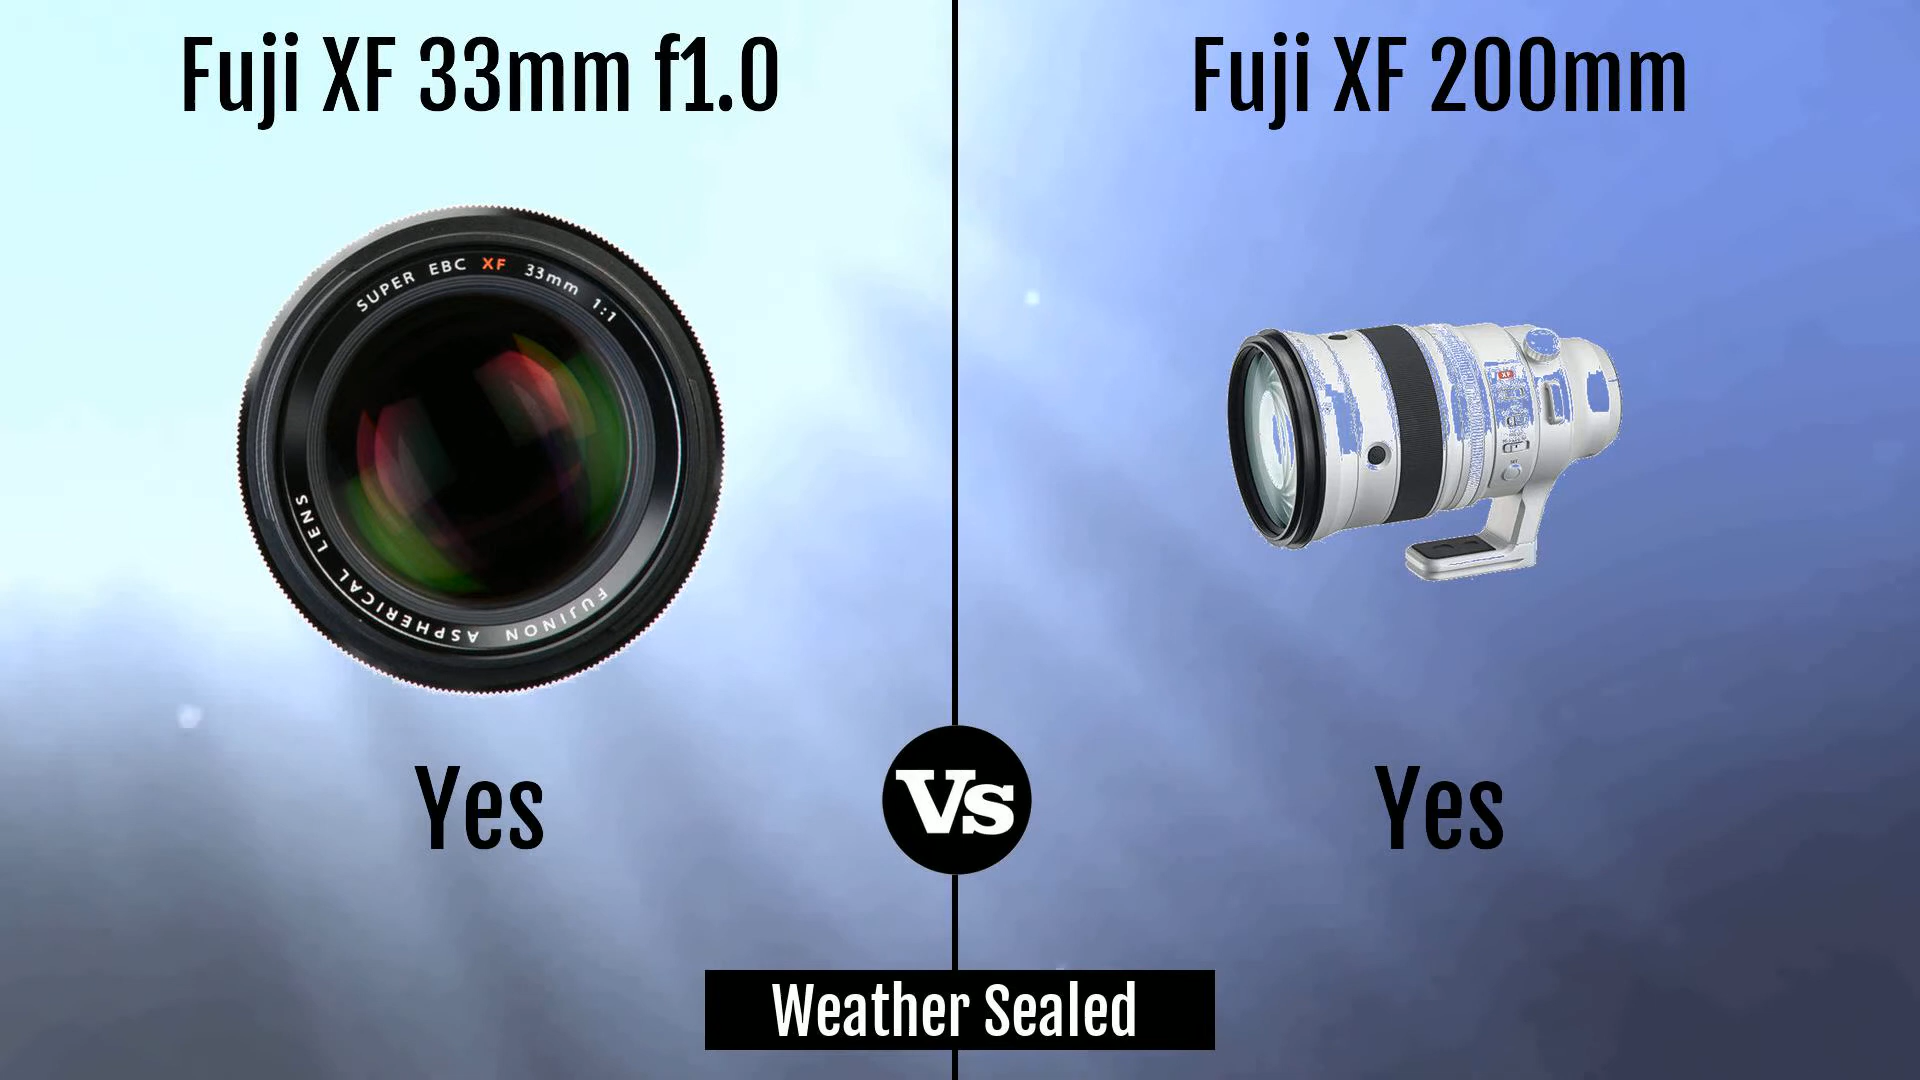 Fuji XF 33mm f1.0
Fuji XF 200mm
SUPER EBC XF 33mm 1:1
FUJINON ASPHERICAL LENS
XF
Yes
Vs
Yes
Weather Sealed